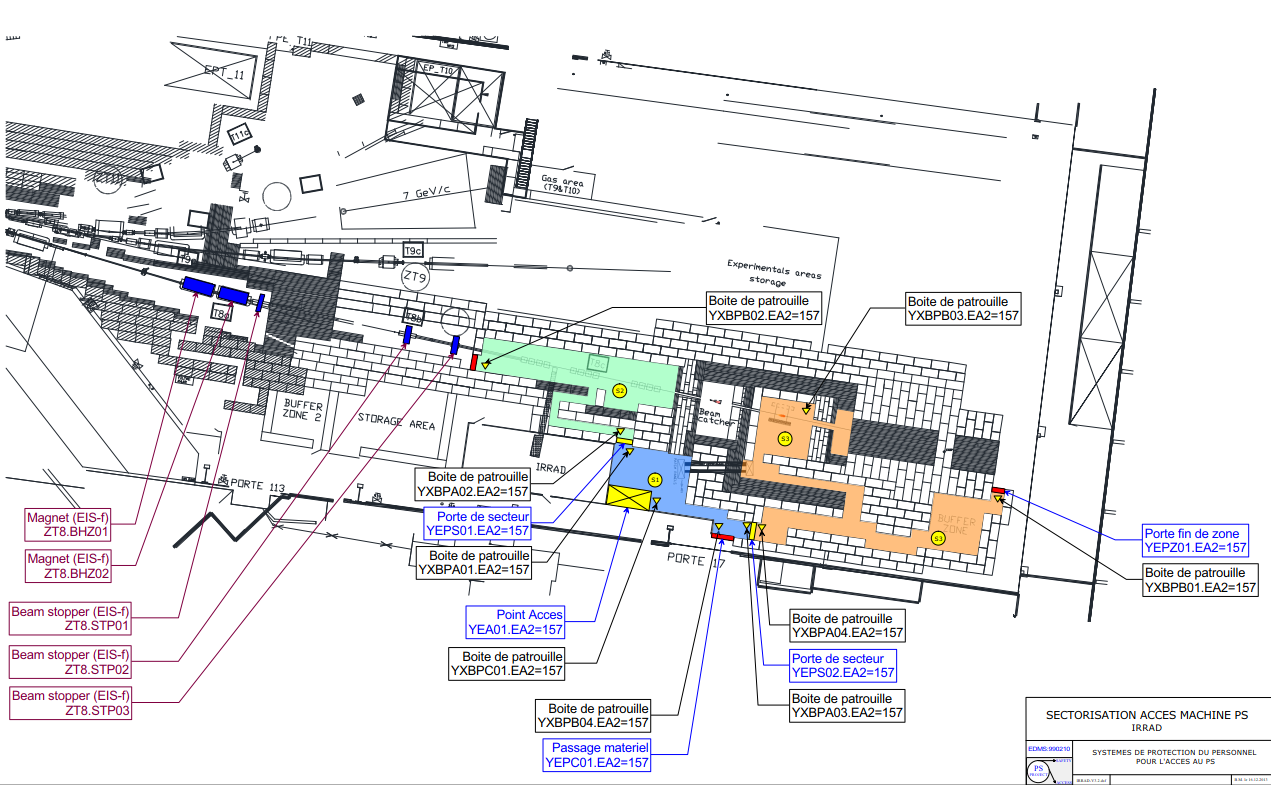 PE_T11
EPT_11
EP_T10
T11c
Gas area
(T9&T10)
7 GeV/c
T9c
ZT9
Experimentals areas
storage
T8b
Boite de patrouille
YXBPB02.EA2=157
Boite de patrouille
YXBPB03.EA2=157
S2
BUFFER
ZONE 2
STORAGE AREA
Beam
catcher
S3
IRRAD
S1
PORTE 113
Boite de patrouille
YXBPA02.EA2=157
Porte de secteur
YEPS01.EA2=157
Boite de patrouille
YXBPA01.EA2=157
BUFFER
ZONE
S3
PORTE 17
Magnet (EIS-f)
ZT8.BHZ01
Magnet (EIS-f)
ZT8.BHZ02
Beam stopper (EIS-f)
ZT8.STP01
Beam stopper (EIS-f)
ZT8.STP02
Beam stopper (EIS-f)
ZT8.STP03
Porte fin de zone
YEPZ01.EA2=157
Boite de patrouille
YXBPB01.EA2=157
Point Acces
YEA01.EA2=157
Boite de patrouille
YXBPC01.EA2=157
Boite de patrouille
YXBPB04.EA2=157
Passage materiel
YEPC01.EA2=157
Boite de patrouille
YXBPA04.EA2=157
Porte de secteur
YEPS02.EA2=157
Boite de patrouille
YXBPA03.EA2=157
SECTORISATION ACCES MACHINE PS
IRRAD
EDMS:990210
SYSTEMES DE PROTECTION DU PERSONNEL
POUR L'ACCES AU PS
PS
PROJECT
SAFETY
ACCESS